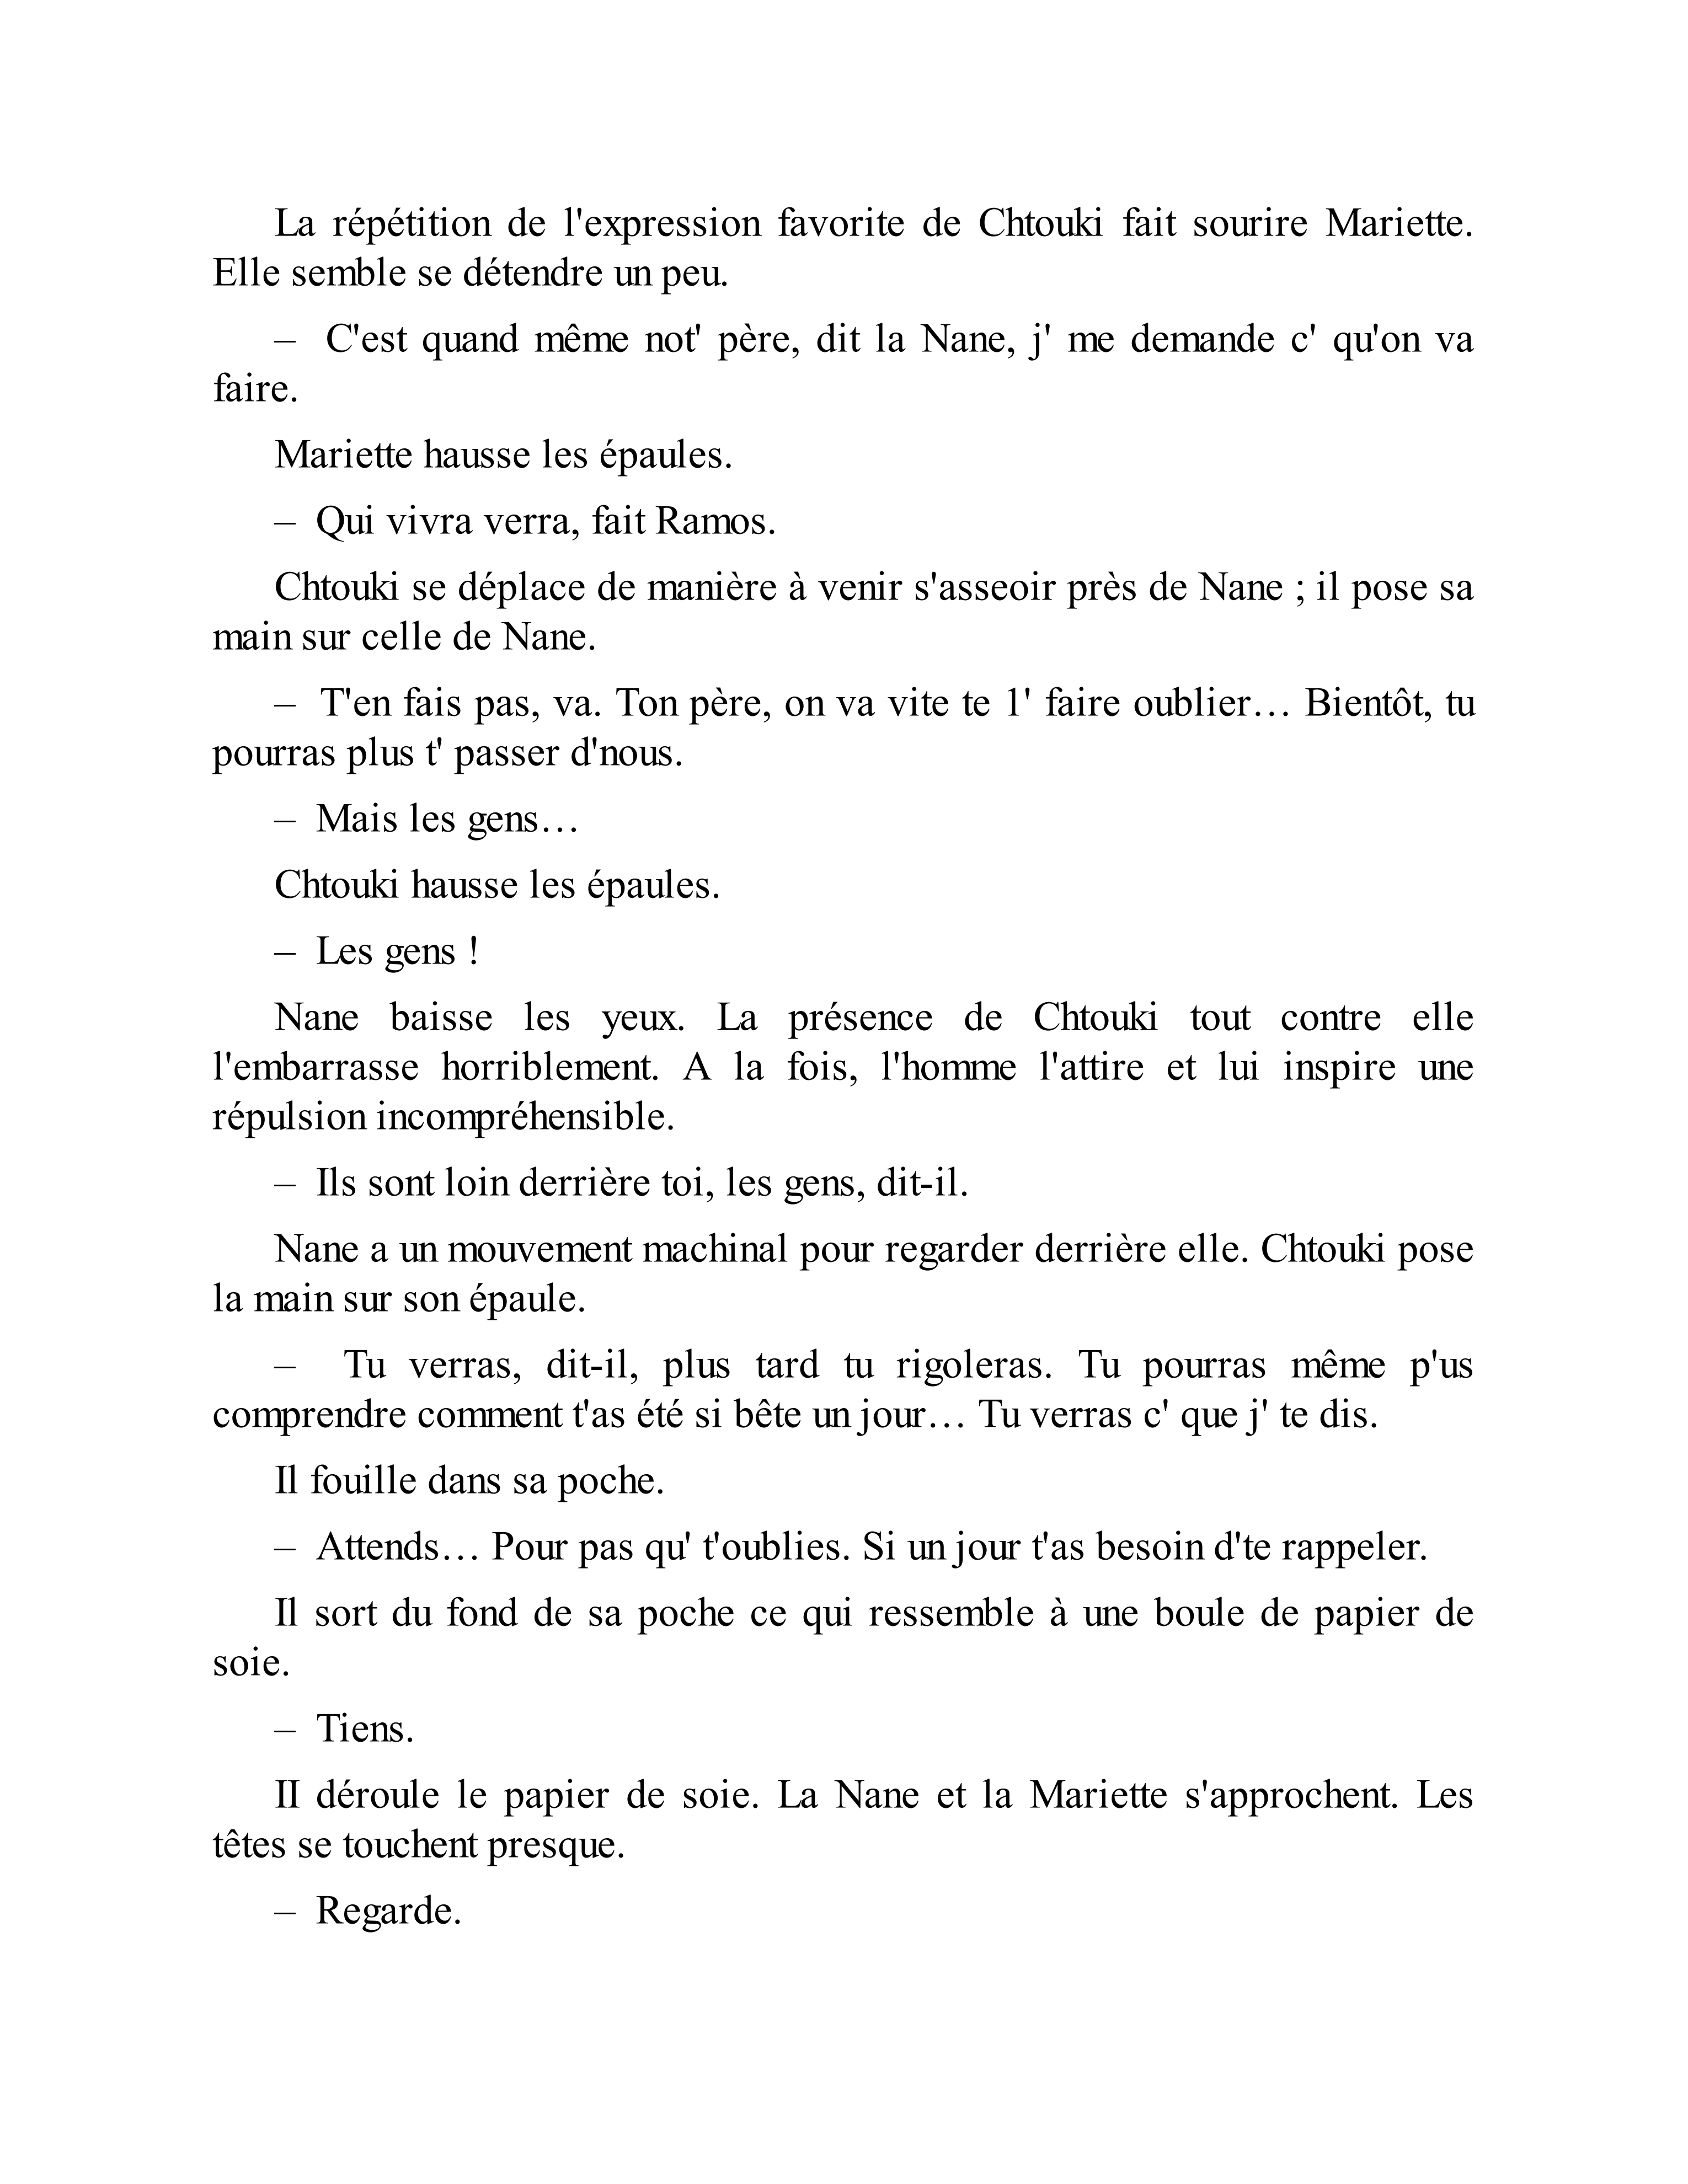 La répétition de l'expression favorite de Chtouki fait sourire Mariette.
Elle semble se détendre un peu.
– C'est quand même not' père, dit la Nane, j' me demande c' qu'on va
faire.
Mariette hausse les épaules.
– Qui vivra verra, fait Ramos.
Chtouki se déplace de manière à venir s'asseoir près de Nane ; il pose sa
main sur celle de Nane.
– T'en fais pas, va. Ton père, on va vite te 1' faire oublier… Bientôt, tu
pourras plus t' passer d'nous.
– Mais les gens…
Chtouki hausse les épaules.
– Les gens !
Nane baisse les yeux. La présence de Chtouki tout contre elle
l'embarrasse horriblement. A la fois, l'homme l'attire et lui inspire une
répulsion incompréhensible.
– Ils sont loin derrière toi, les gens, dit-il.
Nane a un mouvement machinal pour regarder derrière elle. Chtouki pose
la main sur son épaule.
– Tu verras, dit-il, plus tard tu rigoleras. Tu pourras même p'us
comprendre comment t'as été si bête un jour… Tu verras c' que j' te dis.
Il fouille dans sa poche.
– Attends… Pour pas qu' t'oublies. Si un jour t'as besoin d'te rappeler.
Il sort du fond de sa poche ce qui ressemble à une boule de papier de
soie.
– Tiens.
II déroule le papier de soie. La Nane et la Mariette s'approchent. Les
têtes se touchent presque.
– Regarde.